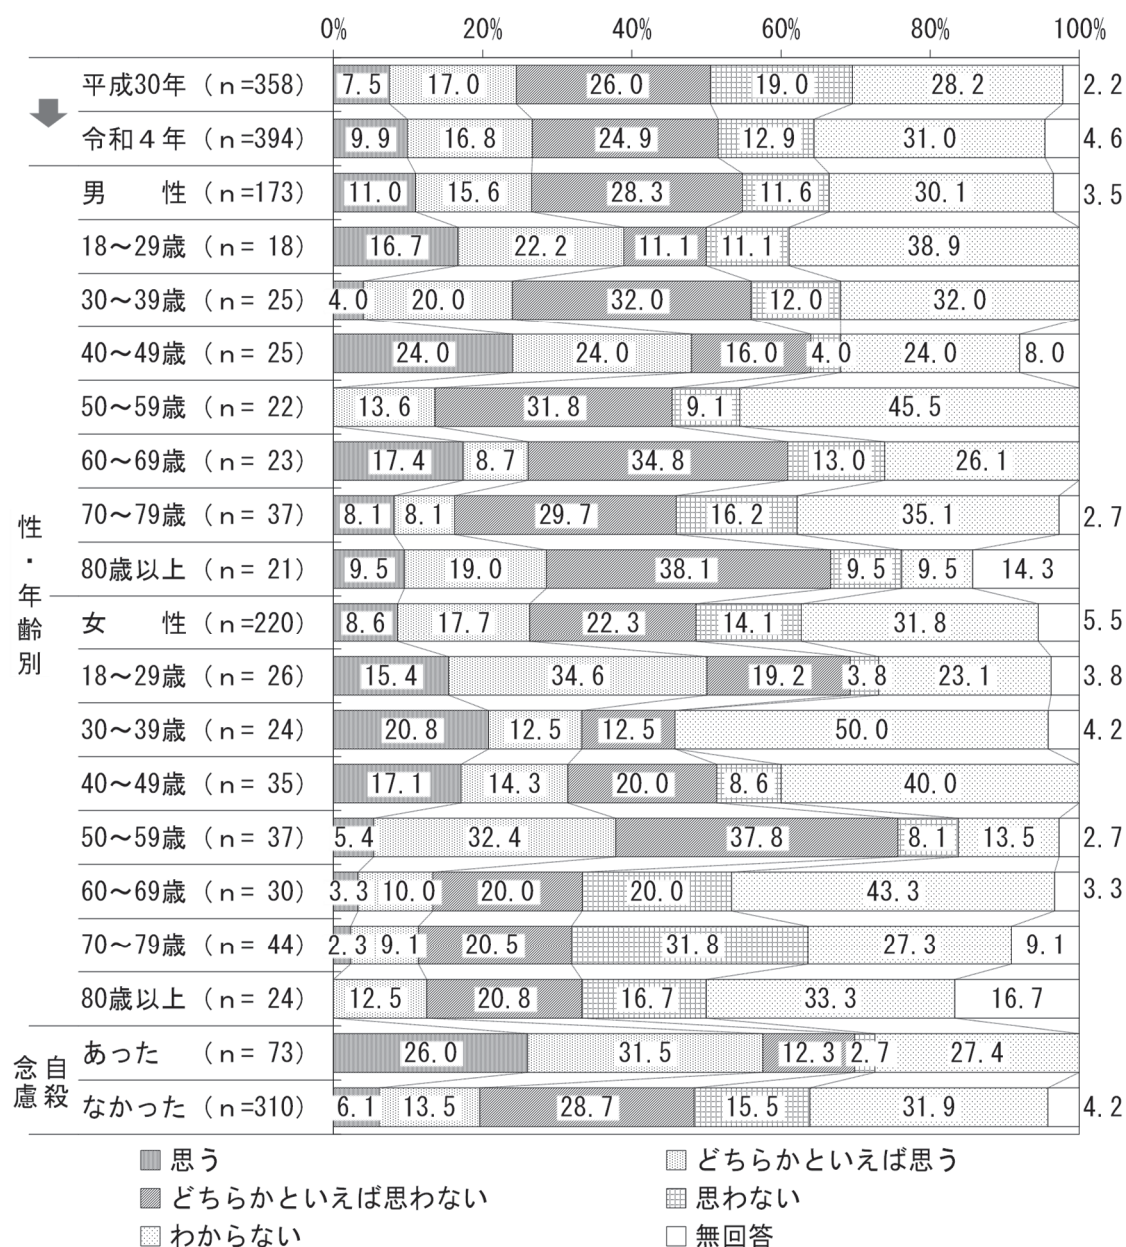 0% 20% 40% 60% 80% 100%
平成30年 (n=358) 7.5 17.0 26.0 19.0 28.2 2.2
令和4年 (n=394) 9.9 16.8 24.9 12.9 31.0 4.6
性・年齢別
男 性 (n=173) 11.0 15.6 28.3 11.6 30.1 3.5
18~29歳 (n= 18) 16.7 22.2 11.1 11.1 38.9
30~39歳 (n= 25) 4.0 20.0 32.0 12.0 32.0
40~49歳 (n= 25) 24.0 24.0 16.0 4.0 24.0 8.0
50~59歳 (n= 22) 13.6 31.8 9.1 45.5
60~69歳 (n= 23) 17.4 8.7 34.8 13.0 26.1
70~79歳 (n= 37) 8.1 8.1 29.7 16.2 35.1 2.7
80歳以上 (n= 21) 9.5 19.0 38.1 9.5 9.5 14.3
女 性 (n=220) 8.6 17.7 22.3 14.1 31.8 5.5
18~29歳 (n= 26) 15.4 34.6 19.2 3.8 23.1 3.8
30~39歳 (n= 24) 20.8 12.5 12.5 50.0 4.2
40~49歳 (n= 35) 17.1 14.3 20.0 8.6 40.0
50~59歳 (n= 37) 5.4 32.4 37.8 8.1 13.5 2.7
60~69歳 (n= 30) 3.3 10.0 20.0 20.0 43.3 3.3
70~79歳 (n= 44) 2.3 9.1 20.5 31.8 27.3 9.1
80歳以上 (n= 24) 12.5 20.8 16.7 33.3 16.7
自殺念慮
あった (n= 73) 26.0 31.5 12.3 2.7 27.4
なかった (n=310) 6.1 13.5 28.7 15.5 31.9 4.2
思う どちらかといえば思う
どちらかといえば思わない 思わない
わからない 無回答